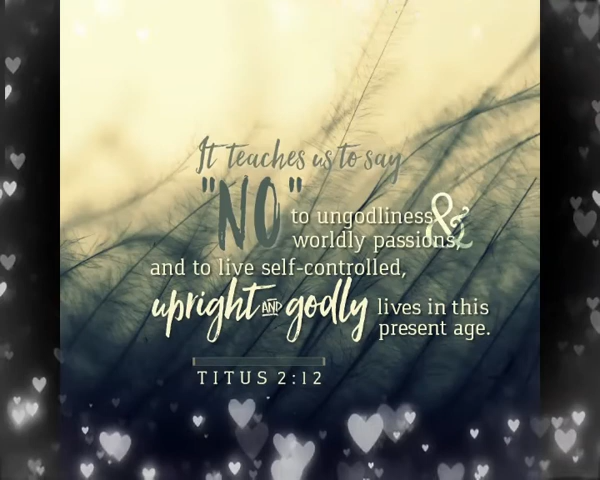 It teaches us to say
"NO" to ungodliness &
worldly passions,
and to live self-controlled,
upright AND godly lives in this
present age.
TITUS 2:12